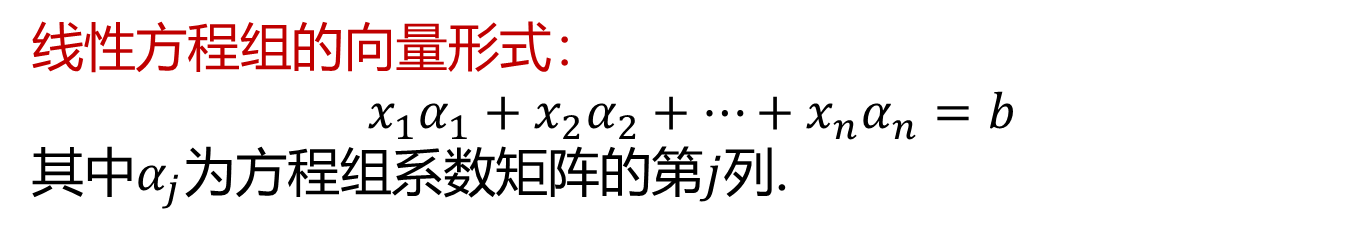 线性方程组的向量形式：
x₁α₁ + x₂α₂ + ⋯ + xₙαₙ = b
其中αⱼ为方程组系数矩阵的第j列.